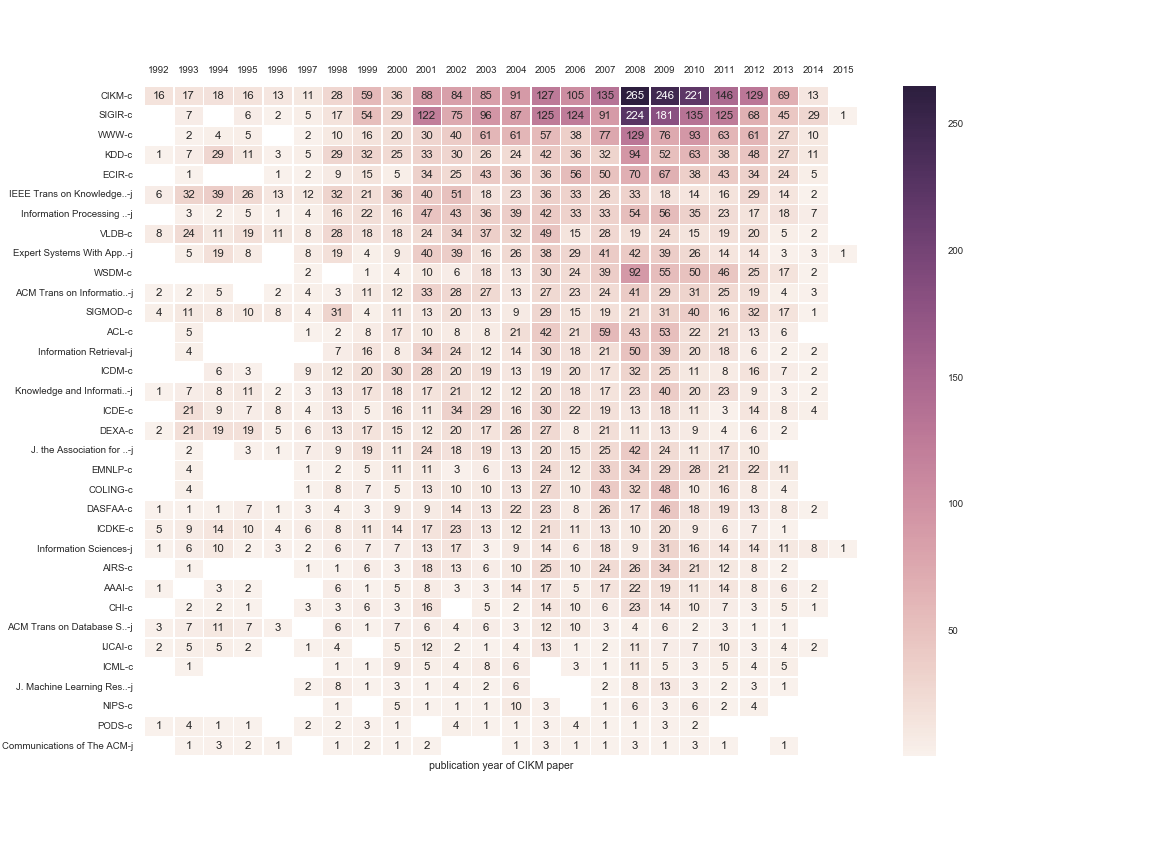 1992 1993 1994 1995 1996 1997 1998 1999 2000 2001 2002 2003 2004 2005 2006 2007 2008 2009 2010 2011 2012 2013 2014 2015
CIKM-c 16 17 18 16 13 11 28 59 36 88 84 85 91 127 105 135 265 246 221 146 129 69 13
SIGIR-c 7 6 2 5 17 54 29 122 75 96 87 125 124 91 224 181 135 125 68 45 29 1
WWW-c 2 4 5 2 10 16 20 30 40 61 61 57 38 77 129 76 93 63 61 27 10
KDD-c 1 7 29 11 3 5 29 32 25 33 30 26 24 42 36 32 94 52 63 38 48 27 11
ECIR-c 1 1 2 9 15 5 34 25 43 36 36 56 50 70 67 38 43 34 24 5
IEEE Trans on Knowledge..-j 6 32 39 26 13 12 32 21 36 40 51 18 23 36 33 26 33 18 14 16 29 14 2
Information Processing ..-j 3 2 5 1 4 16 22 16 47 43 36 39 42 33 33 54 56 35 23 17 18 7
VLDB-c 8 24 11 19 11 8 28 18 18 24 34 37 32 49 15 28 19 24 15 19 20 5 2
Expert Systems With App..-j 5 19 8 8 19 4 9 40 39 16 26 38 29 41 42 39 26 14 14 3 3 1
WSDM-c 2 1 4 10 6 18 13 30 24 39 92 55 50 46 25 17 2
ACM Trans on Informatio..-j 2 2 5 2 4 3 11 12 33 28 27 13 27 23 24 41 29 31 25 19 4 3
SIGMOD-c 4 11 8 10 8 4 31 4 11 13 20 13 9 29 15 19 21 31 40 16 32 17 1
ACL-c 5 1 2 8 17 10 8 8 21 42 21 59 43 53 22 21 13 6
Information Retrieval-j 4 7 16 8 34 24 12 14 30 18 21 50 39 20 18 6 2 2
ICDM-c 6 3 9 12 20 30 28 20 19 13 19 20 17 32 25 11 8 16 7 2
Knowledge and Informati..-j 1 7 8 11 2 3 13 17 18 17 21 12 12 20 18 17 23 40 20 23 9 3 2
ICDE-c 21 9 7 8 4 13 5 16 11 34 29 16 30 22 19 13 18 11 3 14 8 4
DEXA-c 2 21 19 19 5 6 13 17 15 12 20 17 26 27 8 21 11 13 9 4 6 2
J. the Association for ..-j 2 3 1 7 9 19 11 24 18 19 13 20 15 25 42 24 11 17 10
EMNLP-c 4 1 2 5 11 11 3 6 13 24 12 33 34 29 28 21 22 11
COLING-c 4 1 8 7 5 13 10 10 13 27 10 43 32 48 10 16 8 4
DASFAA-c 1 1 1 7 1 3 4 3 9 9 14 13 22 23 8 26 17 46 18 19 13 8 2
ICDKE-c 5 9 14 10 4 6 8 11 14 17 23 13 12 21 11 13 10 20 9 6 7 1
Information Sciences-j 1 6 10 2 3 2 6 7 7 13 17 3 9 14 6 18 9 31 16 14 14 11 8 1
AIRS-c 1 1 1 6 3 18 13 6 10 25 10 24 26 34 21 12 8 2
AAAI-c 1 3 2 6 1 5 8 3 3 14 17 5 17 22 19 11 14 8 6 2
CHI-c 2 2 1 3 3 6 3 16 5 2 14 10 6 23 14 10 7 3 5 1
ACM Trans on Database S..-j 3 7 11 7 3 6 1 7 6 4 6 3 12 10 3 4 6 2 3 1 1
IJCAI-c 2 5 5 2 1 4 5 12 2 1 4 13 1 2 11 7 7 10 3 4 2
ICML-c 1 1 1 9 5 4 8 6 3 1 11 5 3 5 4 5
J. Machine Learning Res..-j 2 8 1 3 1 4 2 6 2 8 13 3 2 3 1
NIPS-c 1 5 1 1 1 10 3 1 6 3 6 2 4
PODS-c 1 4 1 1 2 2 3 1 4 1 1 3 4 1 1 3 2
Communications of The ACM-j 1 3 2 1 1 2 1 2 1 3 1 1 3 1 3 1 1
publication year of CIKM paper
250
200
150
100
50